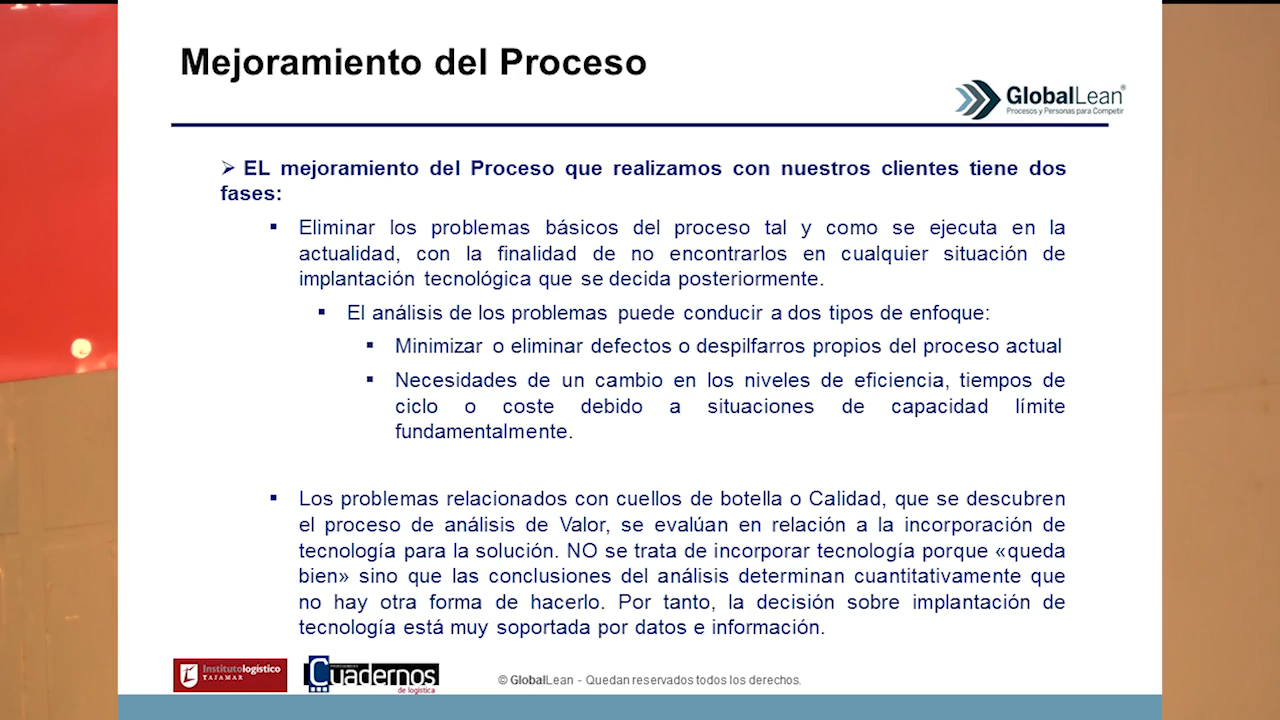 Mejoramiento del Proceso
GlobalLean®
Procesos y Personas para Competir
➢ EL mejoramiento del Proceso que realizamos con nuestros clientes tiene dos
fases:
▪ Eliminar los problemas básicos del proceso tal y como se ejecuta en la
actualidad, con la finalidad de no encontrarlos en cualquier situación de
implantación tecnológica que se decida posteriormente.
▪ El análisis de los problemas puede conducir a dos tipos de enfoque:
▪ Minimizar o eliminar defectos o despilfarros propios del proceso actual
▪ Necesidades de un cambio en los niveles de eficiencia, tiempos de
ciclo o coste debido a situaciones de capacidad límite
fundamentalmente.
▪ Los problemas relacionados con cuellos de botella o Calidad, que se descubren
el proceso de análisis de Valor, se evalúan en relación a la incorporación de
tecnología para la solución. NO se trata de incorporar tecnología porque «queda
bien» sino que las conclusiones del análisis determinan cuantitativamente que
no hay otra forma de hacerlo. Por tanto, la decisión sobre implantación de
tecnología está muy soportada por datos e información.
Institutologístico
TAJAMAR
Cuadernos
de logística
© GlobalLean - Quedan reservados todos los derechos.